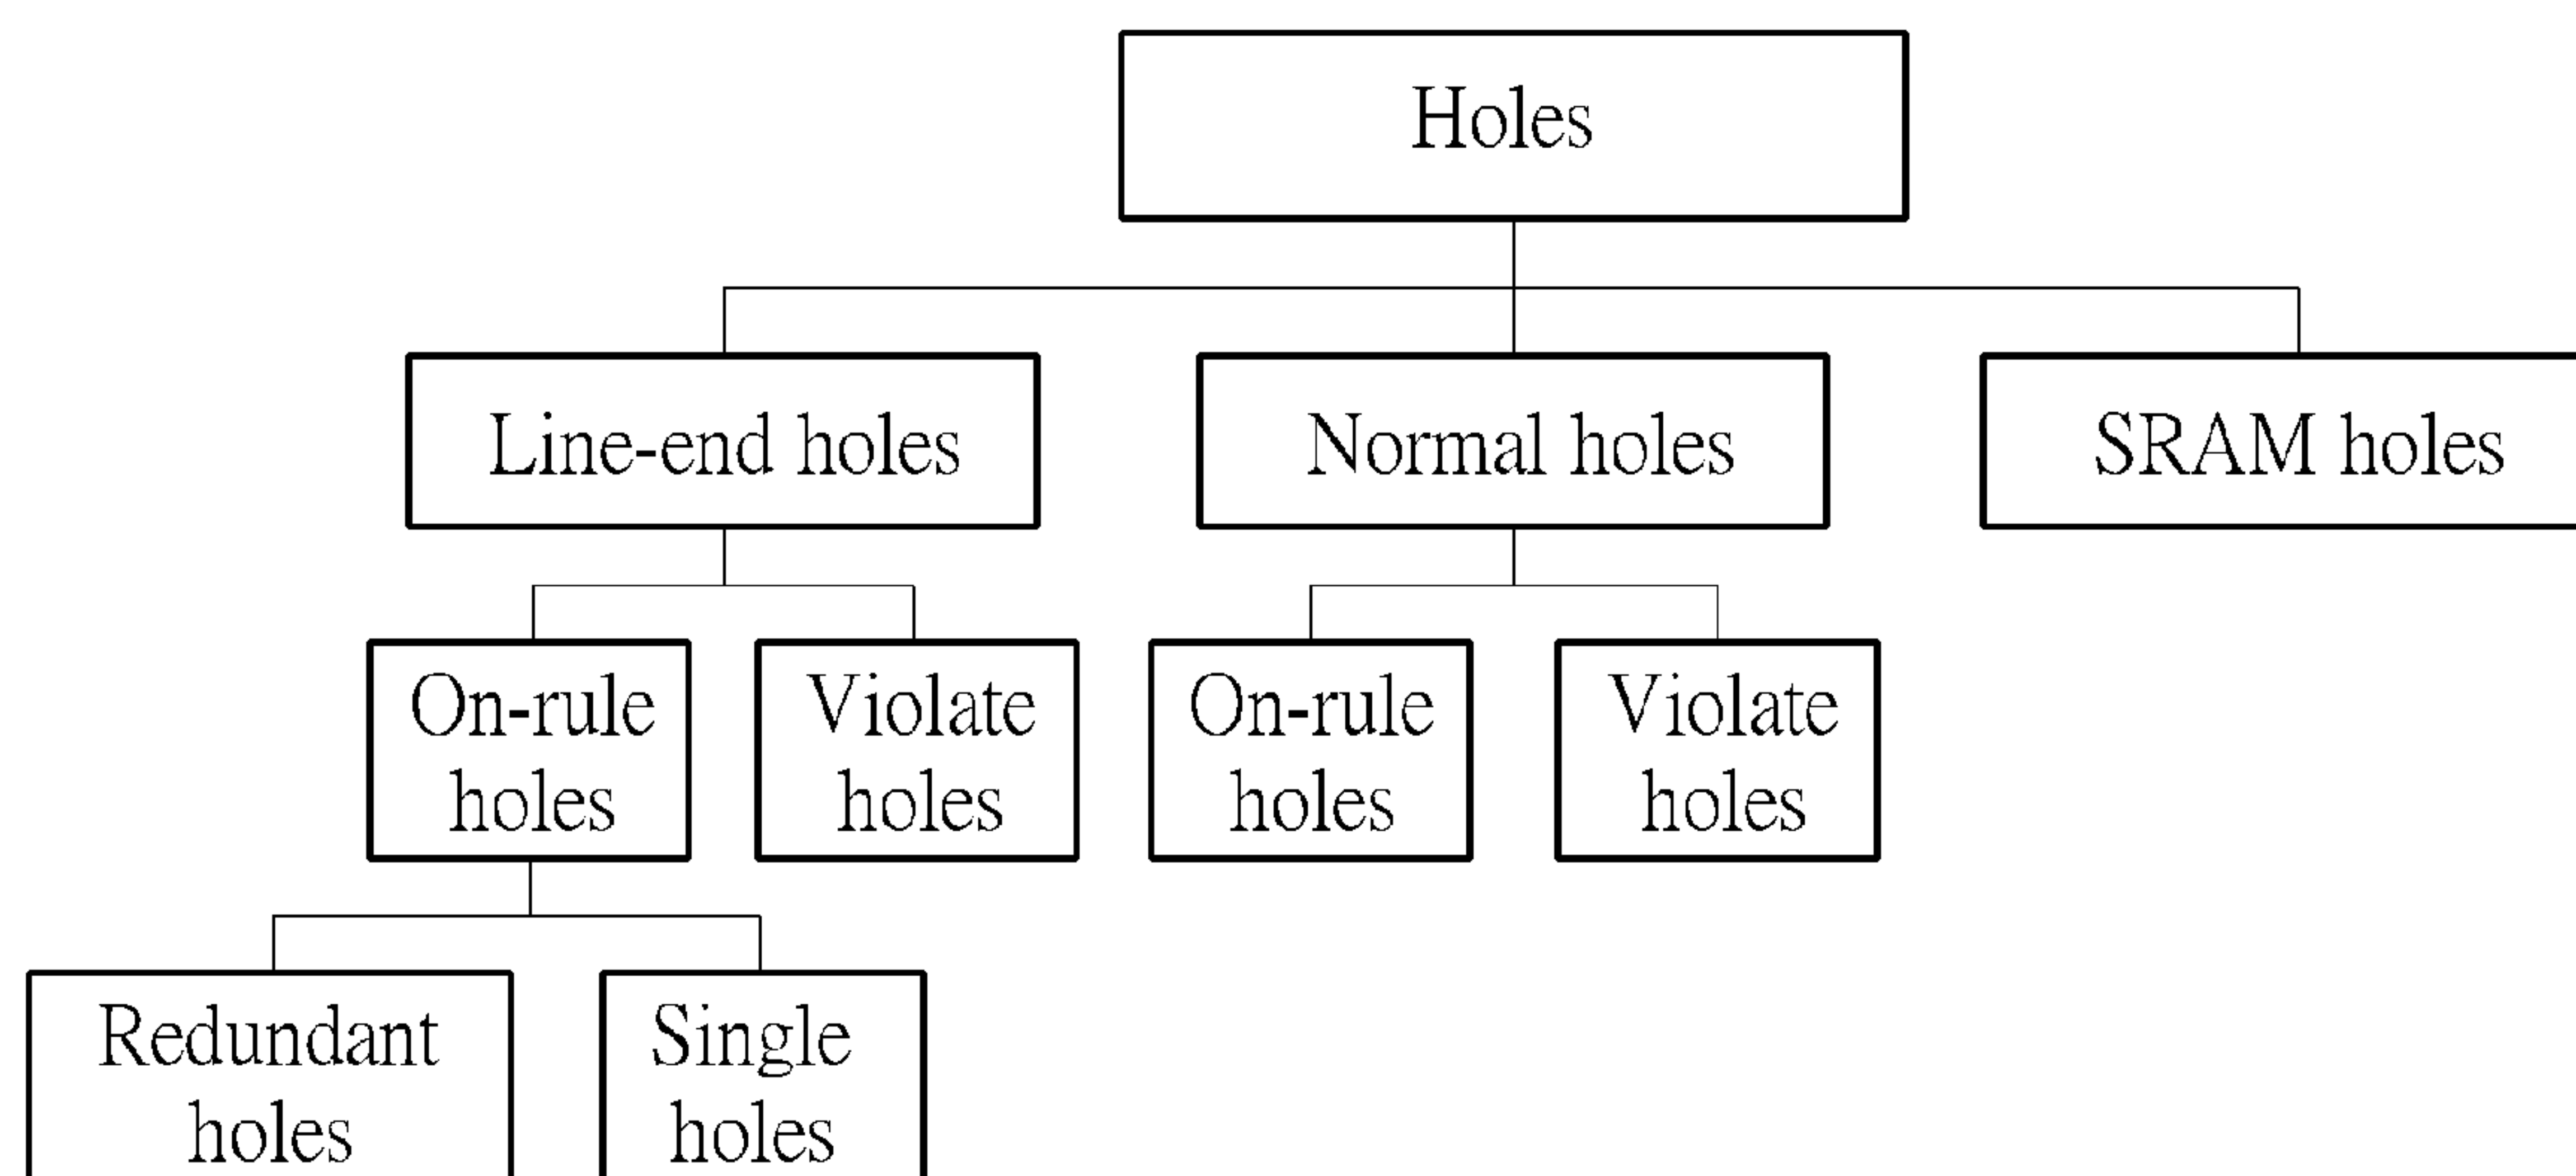 Holes
Line-end holes
Normal holes
SRAM holes
On-rule
holes
Violate
holes
On-rule
holes
Violate
holes
Redundant
holes
Single
holes